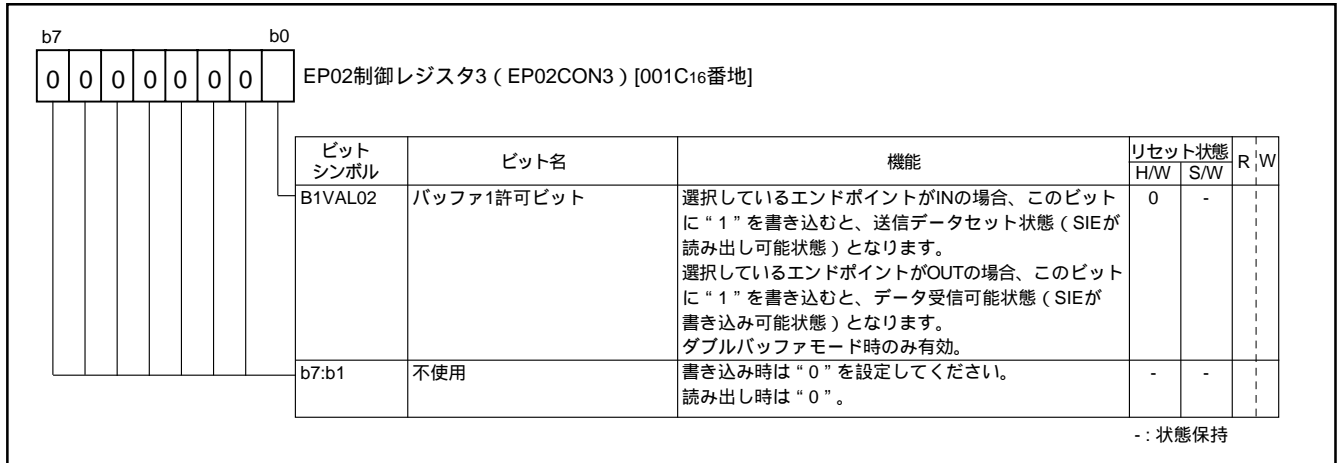 b7 b0
0 0 0 0 0 0 0
EP02制御レジスタ3（EP02CON3）[001C16番地]
ビット シンボル ビット名 機能 リセット状態 H/W S/W R W
B1VAL02 バッファ1許可ビット 選択しているエンドポイントがINの場合、このビット 0 -
に“1”を書き込むと、送信データセット状態（SIEが
読み出し可能状態）となります。
選択しているエンドポイントがOUTの場合、このビット
に“1”を書き込むと、データ受信可能状態（SIEが
書き込み可能状態）となります。
ダブルバッファモード時のみ有効。
b7:b1 不使用 書き込み時は“0”を設定してください。 - -
読み出し時は“0”。
- : 状態保持